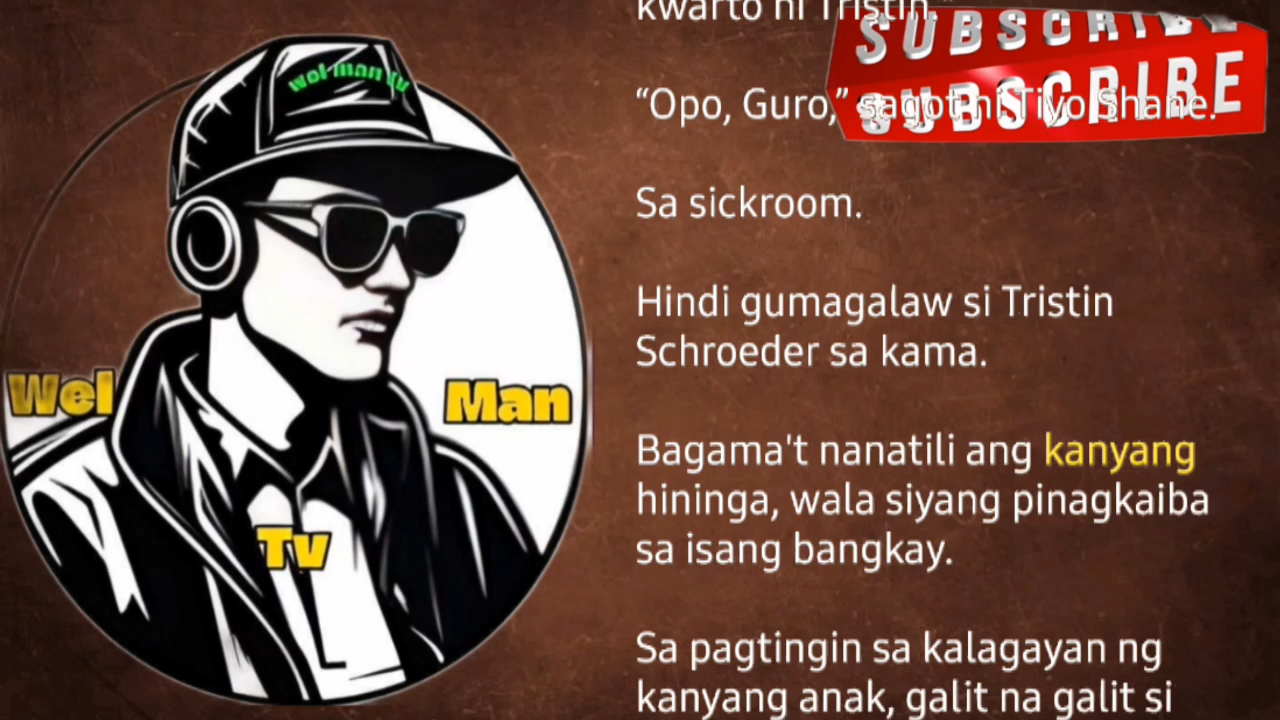 kwarto ni Tristin.”
SUBSCRIBE
SUBSCRIBE
“Opo, Guro,” sagot ni Tiyo Shane.
wel man tv
Sa sickroom.
Hindi gumagalaw si Tristin
Schroeder sa kama.
Wel
Man
Tv
Bagama't nanatili ang kanyang
hininga, wala siyang pinagkaiba
sa isang bangkay.
Sa pagtingin sa kalagayan ng
kanyang anak, galit na galit si